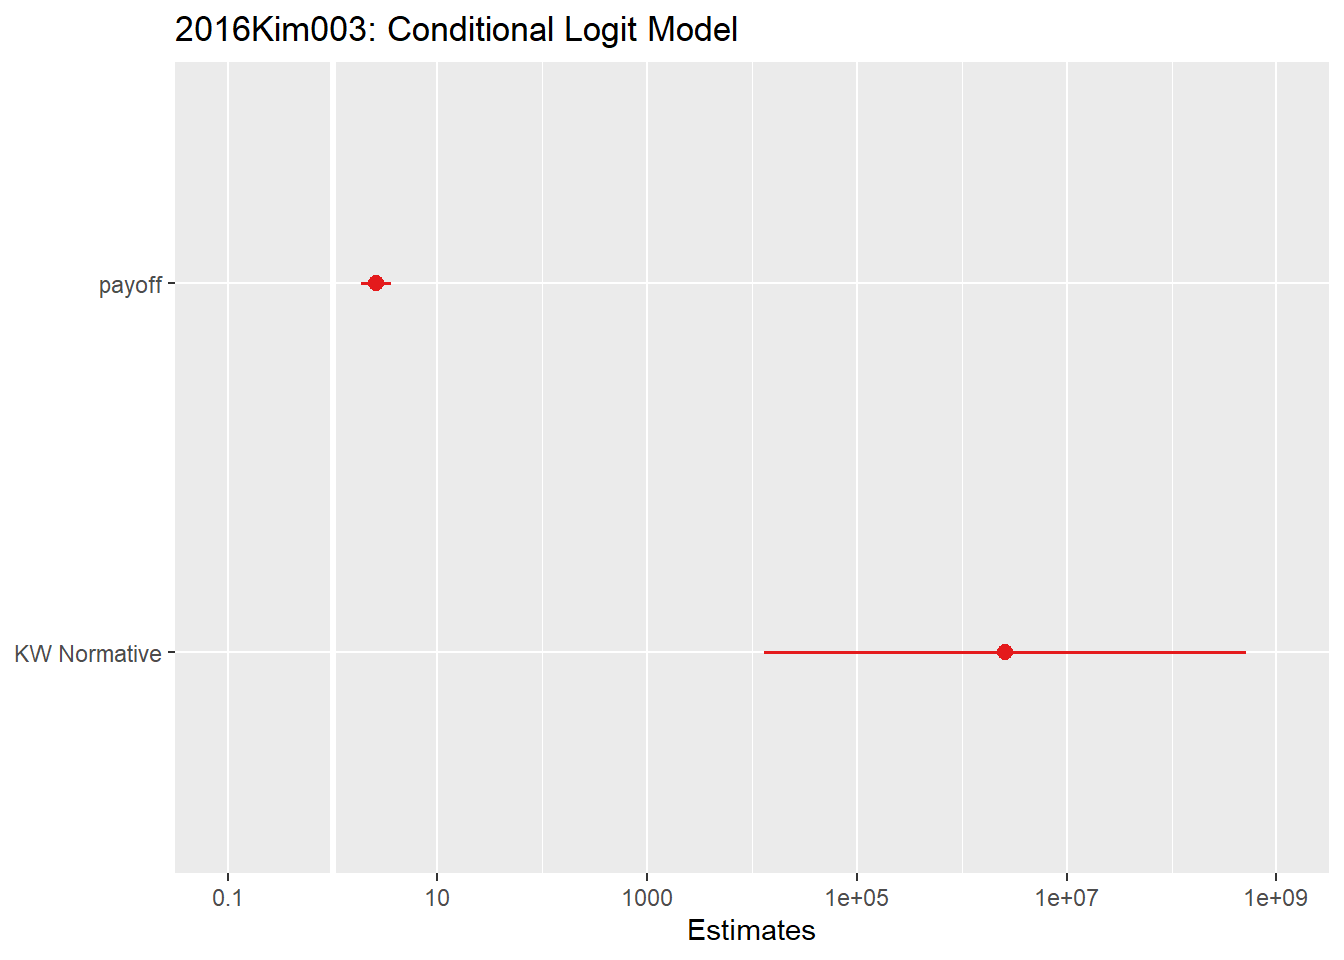 2016Kim003: Conditional Logit Model
payoff
KW Normative
0.1 10 1000 1e+05 1e+07 1e+09
Estimates